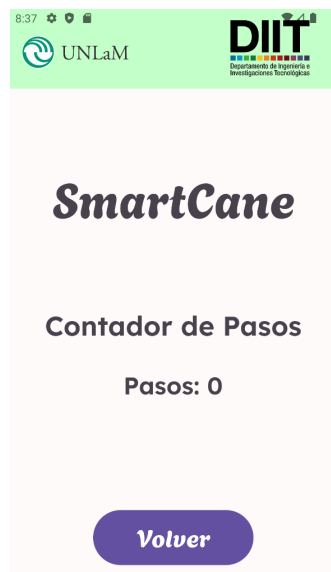 8:37
UNLaM
DIIT
Departamento de Ingeniería e
Investigaciones Tecnológicas
SmartCane
Contador de Pasos
Pasos: 0
Volver